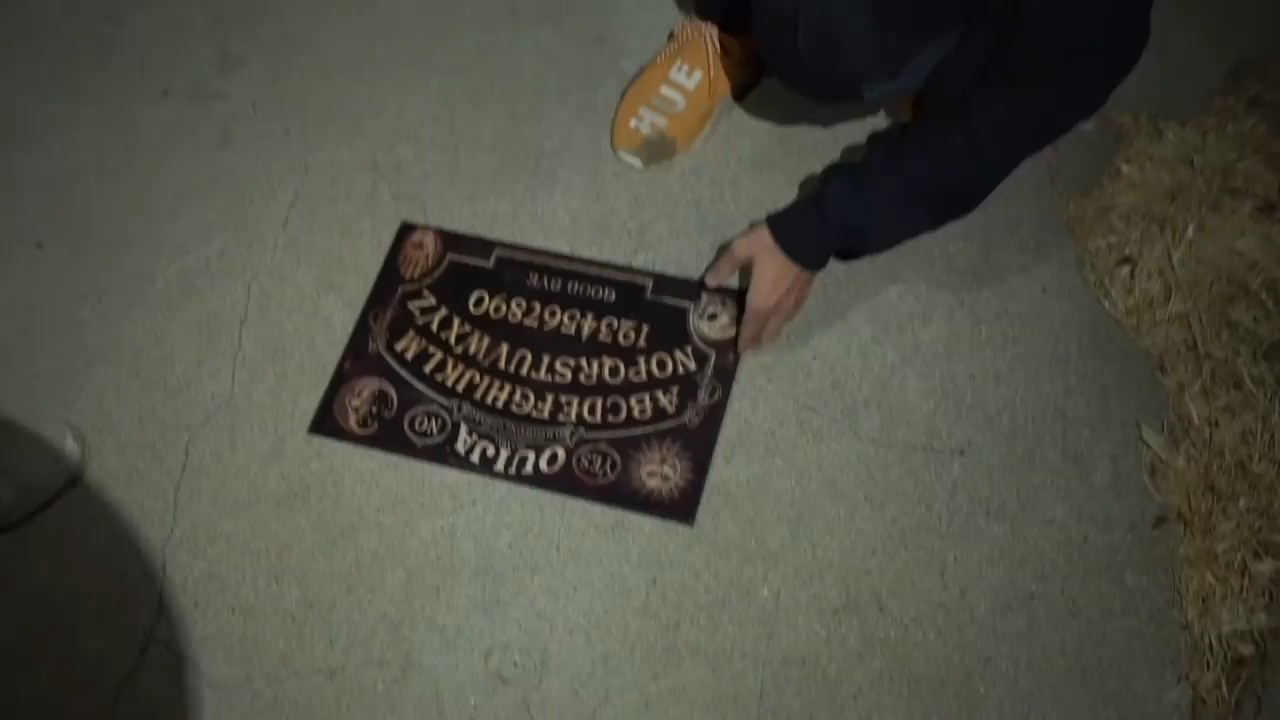 HUE
OUIJA
YES
NO
ABCDEFGHIJKLM
NOPQRSTUVWXYZ
1234567890
GOOD BYE